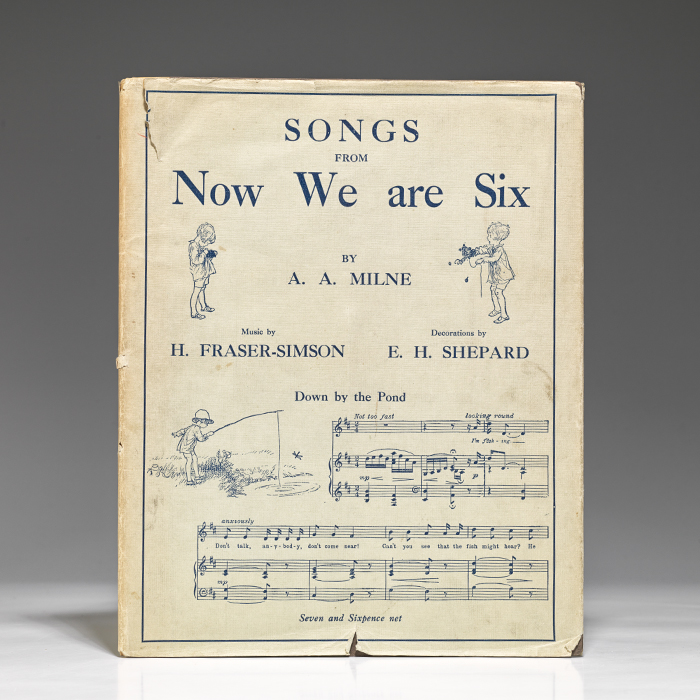 SONGS
FROM
Now We are Six
BY
A. A. MILNE
Music by
H. FRASER-SIMSON
Decorations by
E. H. SHEPARD
Down by the Pond
Not too fast looking round
I'm fish-ing
mp
anxiously
Don't talk, an-y-bod-y, don't come near! Can't you see that the fish might hear? He
mp
Seven and Sixpence net